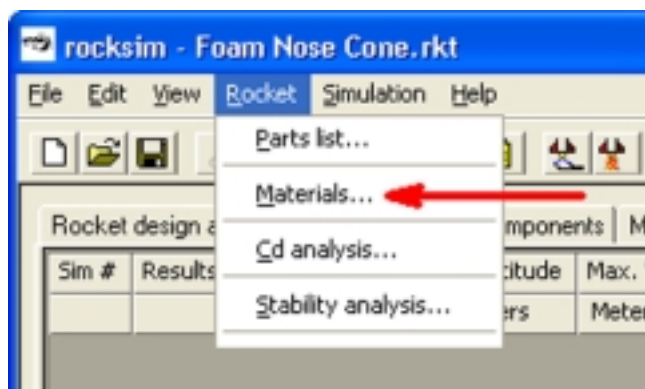 rocksim - Foam Nose Cone.rkt
File Edit View Rocket Simulation Help
Parts list...
Materials...
Rocket design
mponents
Cd analysis...
Sim # Results
titude Max.
Stability analysis...
ers Mete